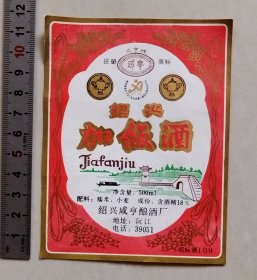 注册 商标
绍兴
加饭酒
Jiafanjiu
净含量：500ml
配料：糯米、小麦 成份：含酒精18%
绍兴咸亨酿酒厂
地址：阮江
电话：39051